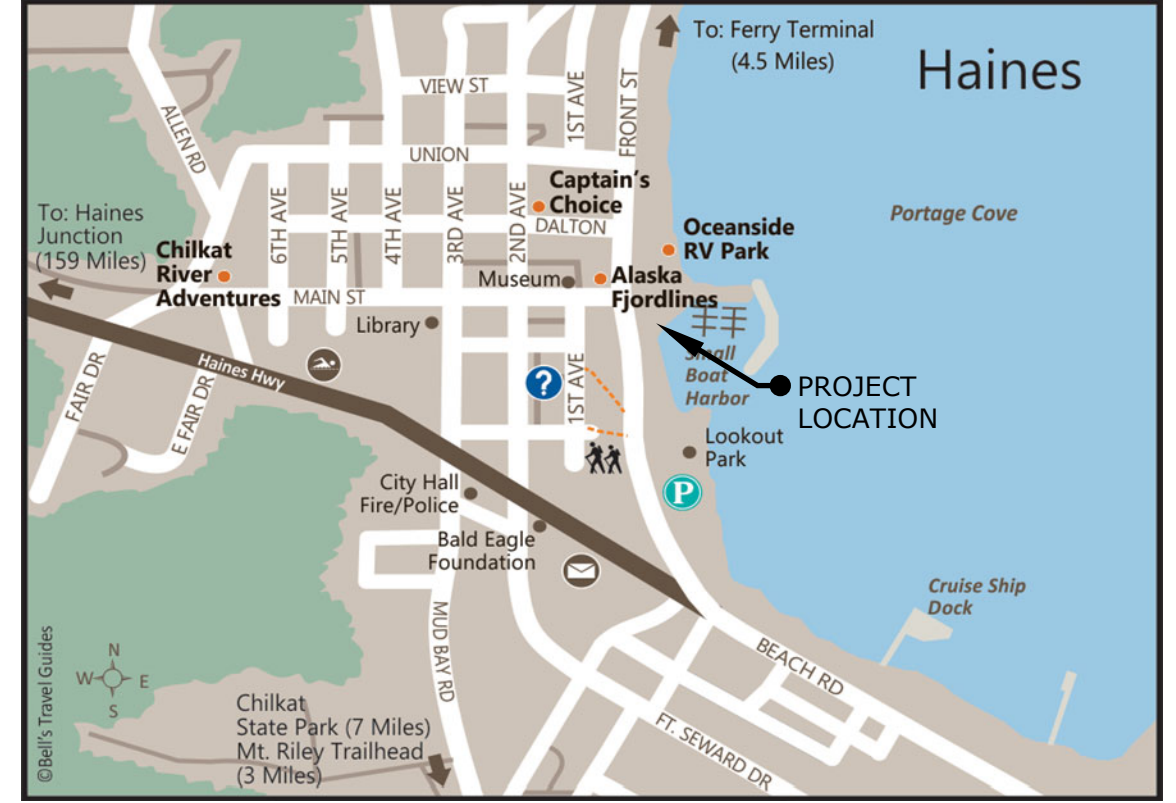 To: Ferry Terminal
(4.5 Miles)
Haines
VIEW ST
1ST AVE
FRONT ST
ALLEN RD
UNION
Captain's
Choice
6TH AVE
5TH AVE
4TH AVE
3RD AVE
2ND AVE
DALTON
Portage Cove
To: Haines
Junction
(159 Miles)
Oceanside
RV Park
Chilkat
River
Adventures
Museum
Alaska
Fjordlines
MAIN ST
Library
Small
Boat
Harbor
PROJECT
LOCATION
Haines Hwy
FAIR DR
E FAIR DR
?
1ST AVE
Lookout
Park
P
City Hall
Fire/Police
Bald Eagle
Foundation
Cruise Ship
Dock
MUD BAY RD
BEACH RD
FT. SEWARD DR
N
W
E
S
Chilkat
State Park (7 Miles)
Mt. Riley Trailhead
(3 Miles)
©Bell's Travel Guides